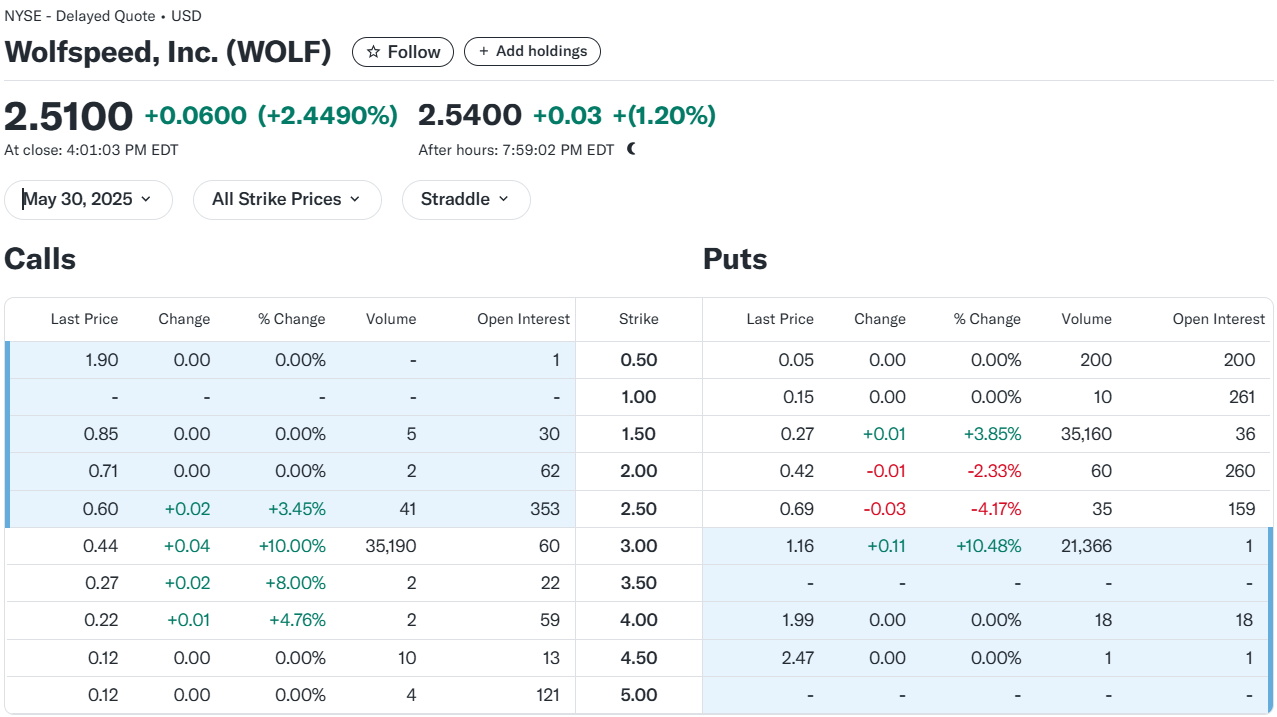 NYSE - Delayed Quote • USD
Wolfspeed, Inc. (WOLF) Follow + Add holdings
2.5100 +0.0600 (+2.4490%) 2.5400 +0.03 +(1.20%)
At close: 4:01:03 PM EDT After hours: 7:59:02 PM EDT
May 30, 2025 All Strike Prices Straddle
Calls Puts
Last Price Change % Change Volume Open Interest Strike Last Price Change % Change Volume Open Interest
1.90 0.00 0.00% - 1 0.50 0.05 0.00 0.00% 200 200
- - - - - 1.00 0.15 0.00 0.00% 10 261
0.85 0.00 0.00% 5 30 1.50 0.27 +0.01 +3.85% 35,160 36
0.71 0.00 0.00% 2 62 2.00 0.42 -0.01 -2.33% 60 260
0.60 +0.02 +3.45% 41 353 2.50 0.69 -0.03 -4.17% 35 159
0.44 +0.04 +10.00% 35,190 60 3.00 1.16 +0.11 +10.48% 21,366 1
0.27 +0.02 +8.00% 2 22 3.50 - - - - -
0.22 +0.01 +4.76% 2 59 4.00 1.99 0.00 0.00% 18 18
0.12 0.00 0.00% 10 13 4.50 2.47 0.00 0.00% 1 1
0.12 0.00 0.00% 4 121 5.00 - - - - -